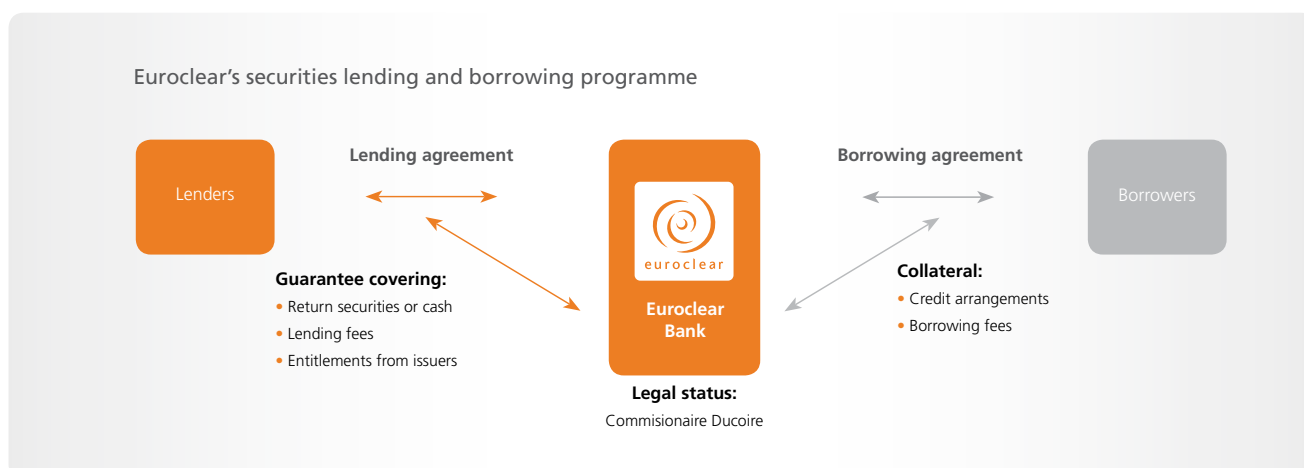 Euroclear's securities lending and borrowing programme
Lenders
Lending agreement
Guarantee covering:
• Return securities or cash
• Lending fees
• Entitlements from issuers
euroclear
Euroclear
Bank
Legal status:
Commisionaire Ducoire
Borrowing agreement
Collateral:
• Credit arrangements
• Borrowing fees
Borrowers